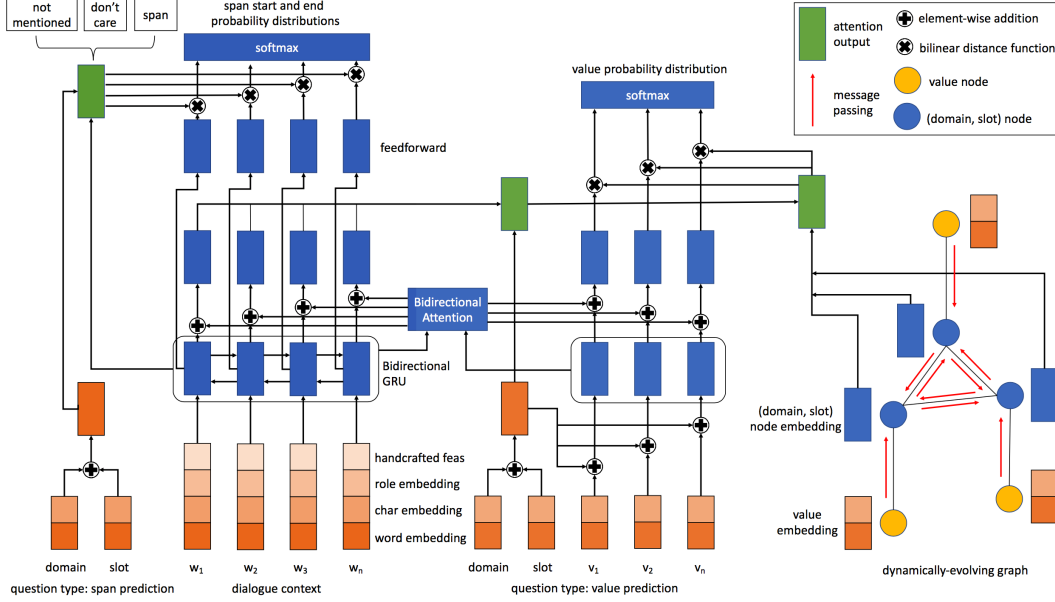 not
mentioned
don't
care
span
span start and end
probability distributions
softmax
feedforward
Bidirectional
Attention
Bidirectional
GRU
handcrafted feas
role embedding
char embedding
word embedding
domain
slot
w1
w2
w3
wn
question type: span prediction
dialogue context
value probability distribution
softmax
domain
slot
v1
v2
vn
question type: value prediction
attention
output
element-wise addition
bilinear distance function
message
passing
value node
(domain, slot) node
(domain, slot)
node embedding
value
embedding
dynamically-evolving graph